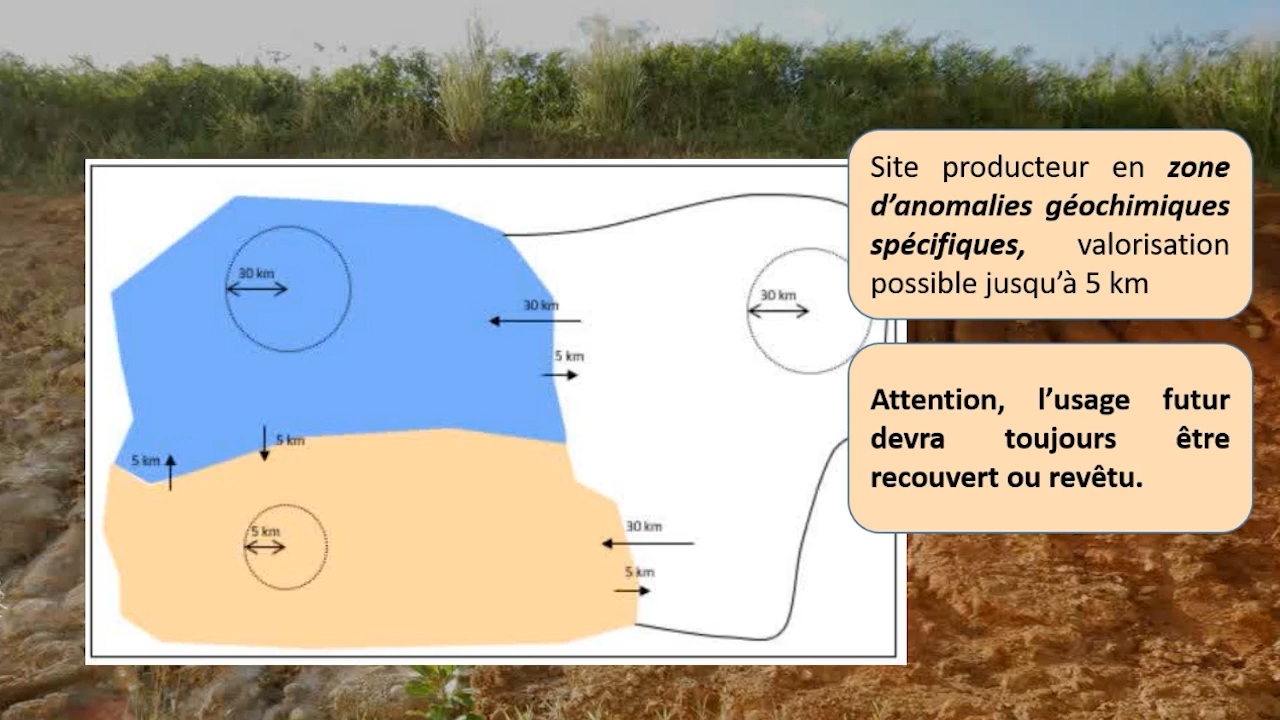 Site producteur en zone
d’anomalies géochimiques
spécifiques, valorisation
possible jusqu’à 5 km
Attention, l’usage futur
devra toujours être
recouvert ou revêtu.
30 km
30 km
30 km
5 km
5 km
5 km
5 km
30 km
5 km